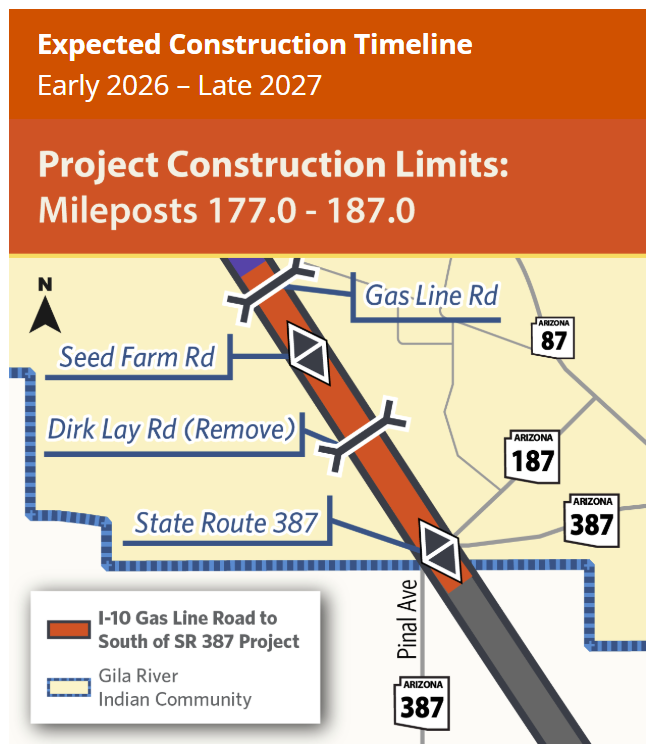 Expected Construction Timeline
Early 2026 – Late 2027
Project Construction Limits:
Mileposts 177.0 - 187.0
N
Gas Line Rd
ARIZONA
87
Seed Farm Rd
Dirk Lay Rd (Remove)
ARIZONA
187
ARIZONA
387
State Route 387
Pinal Ave
ARIZONA
387
I-10 Gas Line Road to
South of SR 387 Project
Gila River
Indian Community